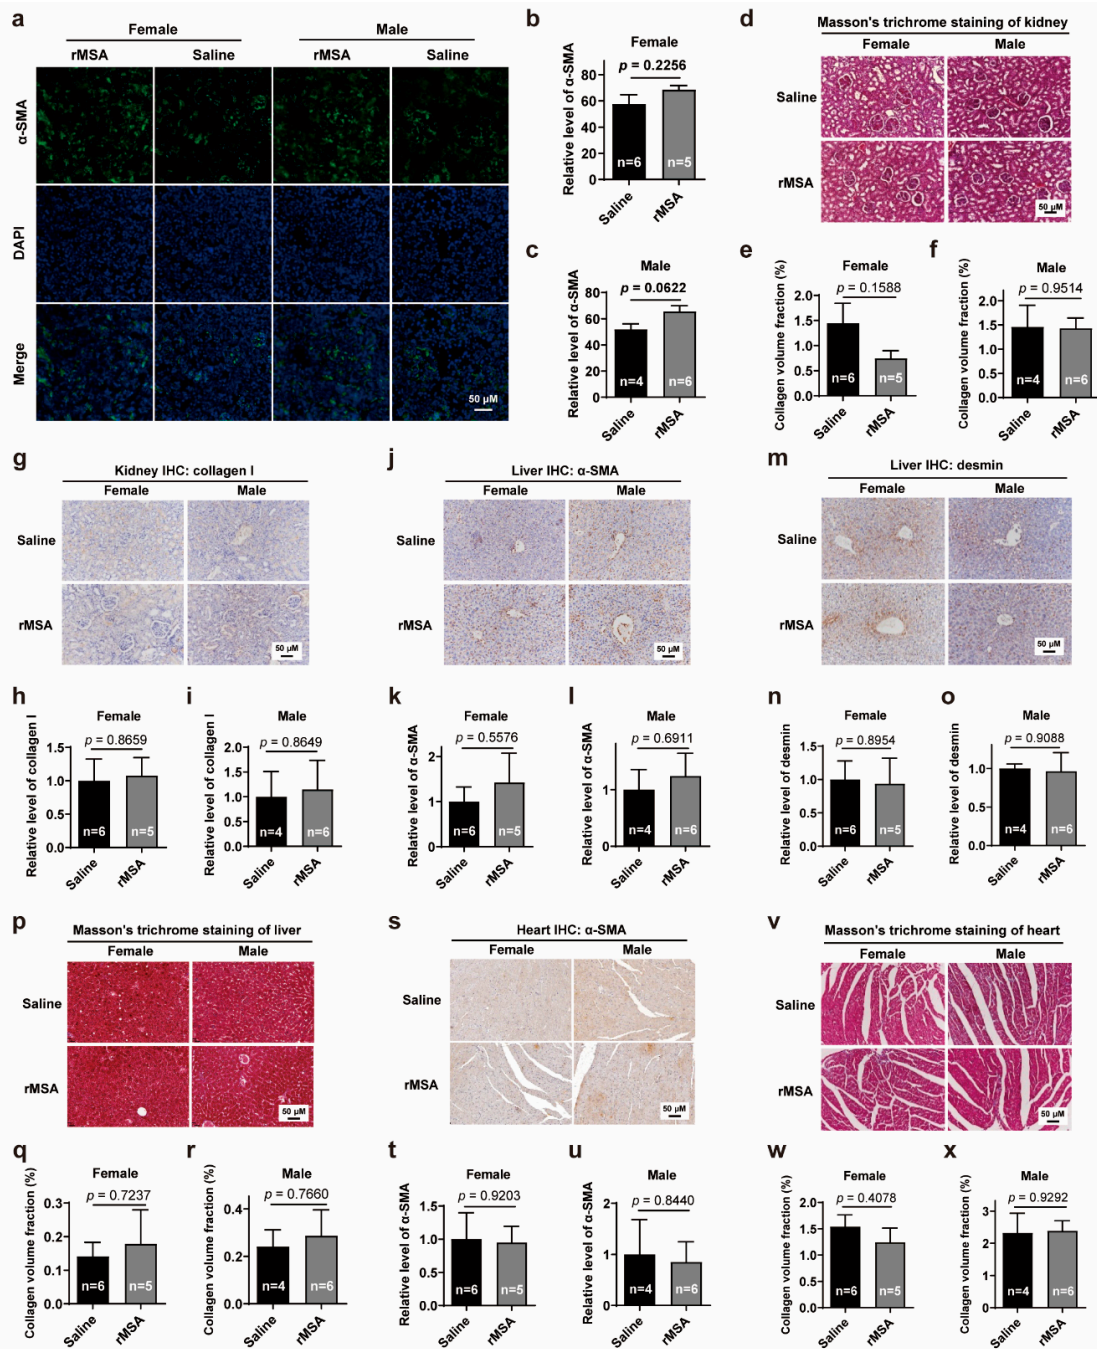 a
Female
Male
rMSA
Saline
rMSA
Saline
α-SMA
DAPI
Merge
50 μM
b
Female
p = 0.2256
Relative level of α-SMA
80
60
40
20
0
n=6
n=5
Saline
rMSA
c
Male
p = 0.0622
Relative level of α-SMA
80
60
40
20
0
n=4
n=6
Saline
rMSA
d
Masson's trichrome staining of kidney
Female
Male
Saline
rMSA
50 μM
e
Female
p = 0.1588
Collagen volume fraction (%)
2.0
1.5
1.0
0.5
0.0
n=6
n=5
Saline
rMSA
f
Male
p = 0.9514
Collagen volume fraction (%)
2.0
1.5
1.0
0.5
0.0
n=4
n=6
Saline
rMSA
g
Kidney IHC: collagen I
Female
Male
Saline
rMSA
50 μM
j
Liver IHC: α-SMA
Female
Male
Saline
rMSA
50 μM
m
Liver IHC: desmin
Female
Male
Saline
rMSA
50 μM
h
Female
p = 0.8659
Relative level of collagen I
1.5
1.0
0.5
0.0
n=6
n=5
Saline
rMSA
i
Male
p = 0.8649
Relative level of collagen I
2.0
1.5
1.0
0.5
0.0
n=4
n=6
Saline
rMSA
k
Female
p = 0.5576
Relative level of α-SMA
2
1
0
n=6
n=5
Saline
rMSA
l
Male
p = 0.6911
Relative level of α-SMA
1
0
n=4
n=6
Saline
rMSA
n
Female
p = 0.8954
Relative level of desmin
1.5
1.0
0.5
0.0
n=6
n=5
Saline
rMSA
o
Male
p = 0.9088
Relative level of desmin
1.0
0.5
0.0
n=4
n=6
Saline
rMSA
p
Masson's trichrome staining of liver
Female
Male
Saline
rMSA
50 μM
s
Heart IHC: α-SMA
Female
Male
Saline
rMSA
50 μM
v
Masson's trichrome staining of heart
Female
Male
Saline
rMSA
50 μM
q
Female
p = 0.7237
Collagen volume fraction (%)
0.3
0.2
0.1
0.0
n=6
n=5
Saline
rMSA
r
Male
p = 0.7660
Collagen volume fraction (%)
0.4
0.2
0.0
n=4
n=6
Saline
rMSA
t
Female
p = 0.9203
Relative level of α-SMA
1.5
1.0
0.5
0.0
n=6
n=5
Saline
rMSA
u
Male
p = 0.8440
Relative level of α-SMA
2
1
0
n=4
n=6
Saline
rMSA
w
Female
p = 0.4078
Collagen volume fraction (%)
2.0
1.5
1.0
0.5
0.0
n=6
n=5
Saline
rMSA
x
Male
p = 0.9292
Collagen volume fraction (%)
3
2
1
0
n=4
n=6
Saline
rMSA